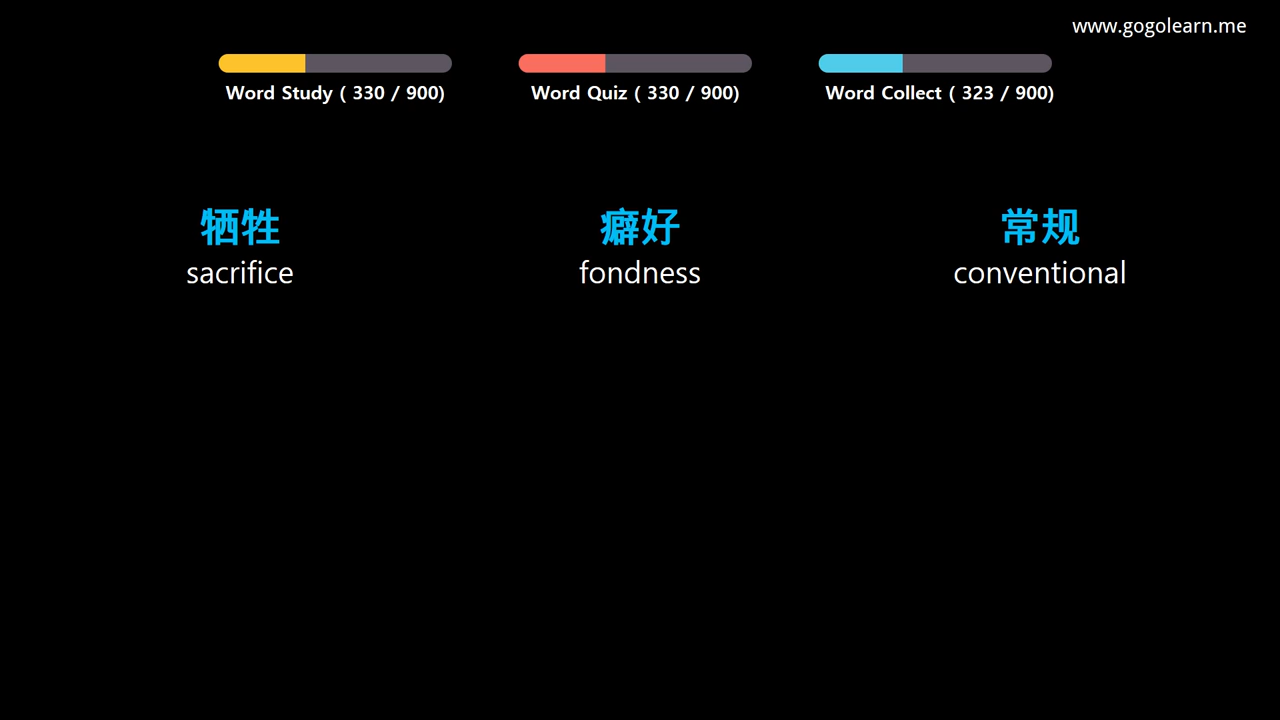 www.gogolearn.me
Word Study ( 330 / 900)
Word Quiz ( 330 / 900)
Word Collect ( 323 / 900)
牺牲
sacrifice
癖好
fondness
常规
conventional